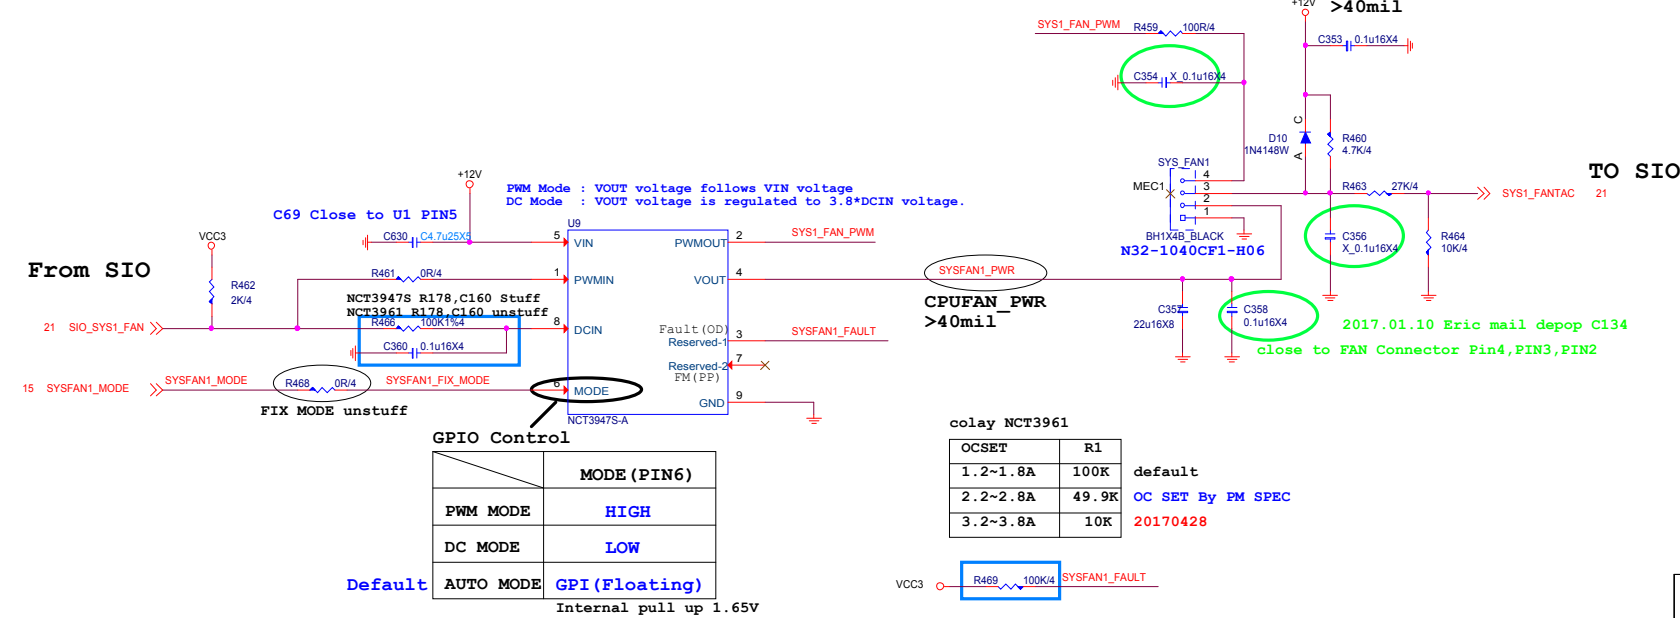 +12V
>40mil
SYS1_FAN_PWM
R459
100R/4
C353
0.1u16X4
C354
X_0.1u16X4
C
D10
1N4148W
A
R460
4.7K/4
TO SIO
SYS_FAN1
MEC1
4
3
2
1
BH1X4B_BLACK
N32-1040CF1-H06
R463
27K/4
SYS1_FANTAC
21
C356
X_0.1u16X4
R464
10K/4
+12V
PWM Mode : VOUT voltage follows VIN voltage
DC Mode : VOUT voltage is regulated to 3.8*DCIN voltage.
C69 Close to U1 PIN5
U9
VCC3
C630
C4.7u25X5
5
VIN
PWMOUT
2
SYS1_FAN_PWM
From SIO
R462
2K/4
R461
0R/4
1
PWMIN
VOUT
4
SYSFAN1_PWR
CPUFAN_PWR
>40mil
C357
22u16X8
C358
0.1u16X4
NCT3947S R178,C160 Stuff
NCT3961 R178,C160 unstuff
21
SIO_SYS1_FAN
R466
100K1%4
8
DCIN
Fault(OD)
Reserved-1
3
SYSFAN1_FAULT
2017.01.10 Eric mail depop C134
close to FAN Connector Pin4,PIN3,PIN2
C360
0.1u16X4
Reserved-2
FM(PP)
7
15
SYSFAN1_MODE
SYSFAN1_MODE
R468
0R/4
SYSFAN1_FIX_MODE
6
MODE
GND
9
FIX MODE unstuff
NCT3947S-A
GPIO Control
MODE(PIN6)
PWM MODE
HIGH
DC MODE
LOW
Default
AUTO MODE
GPI(Floating)
Internal pull up 1.65V
colay NCT3961
OCSET
R1
1.2~1.8A
100K
default
2.2~2.8A
49.9K
OC SET By PM SPEC
3.2~3.8A
10K
20170428
VCC3
R469
100K/4
SYSFAN1_FAULT